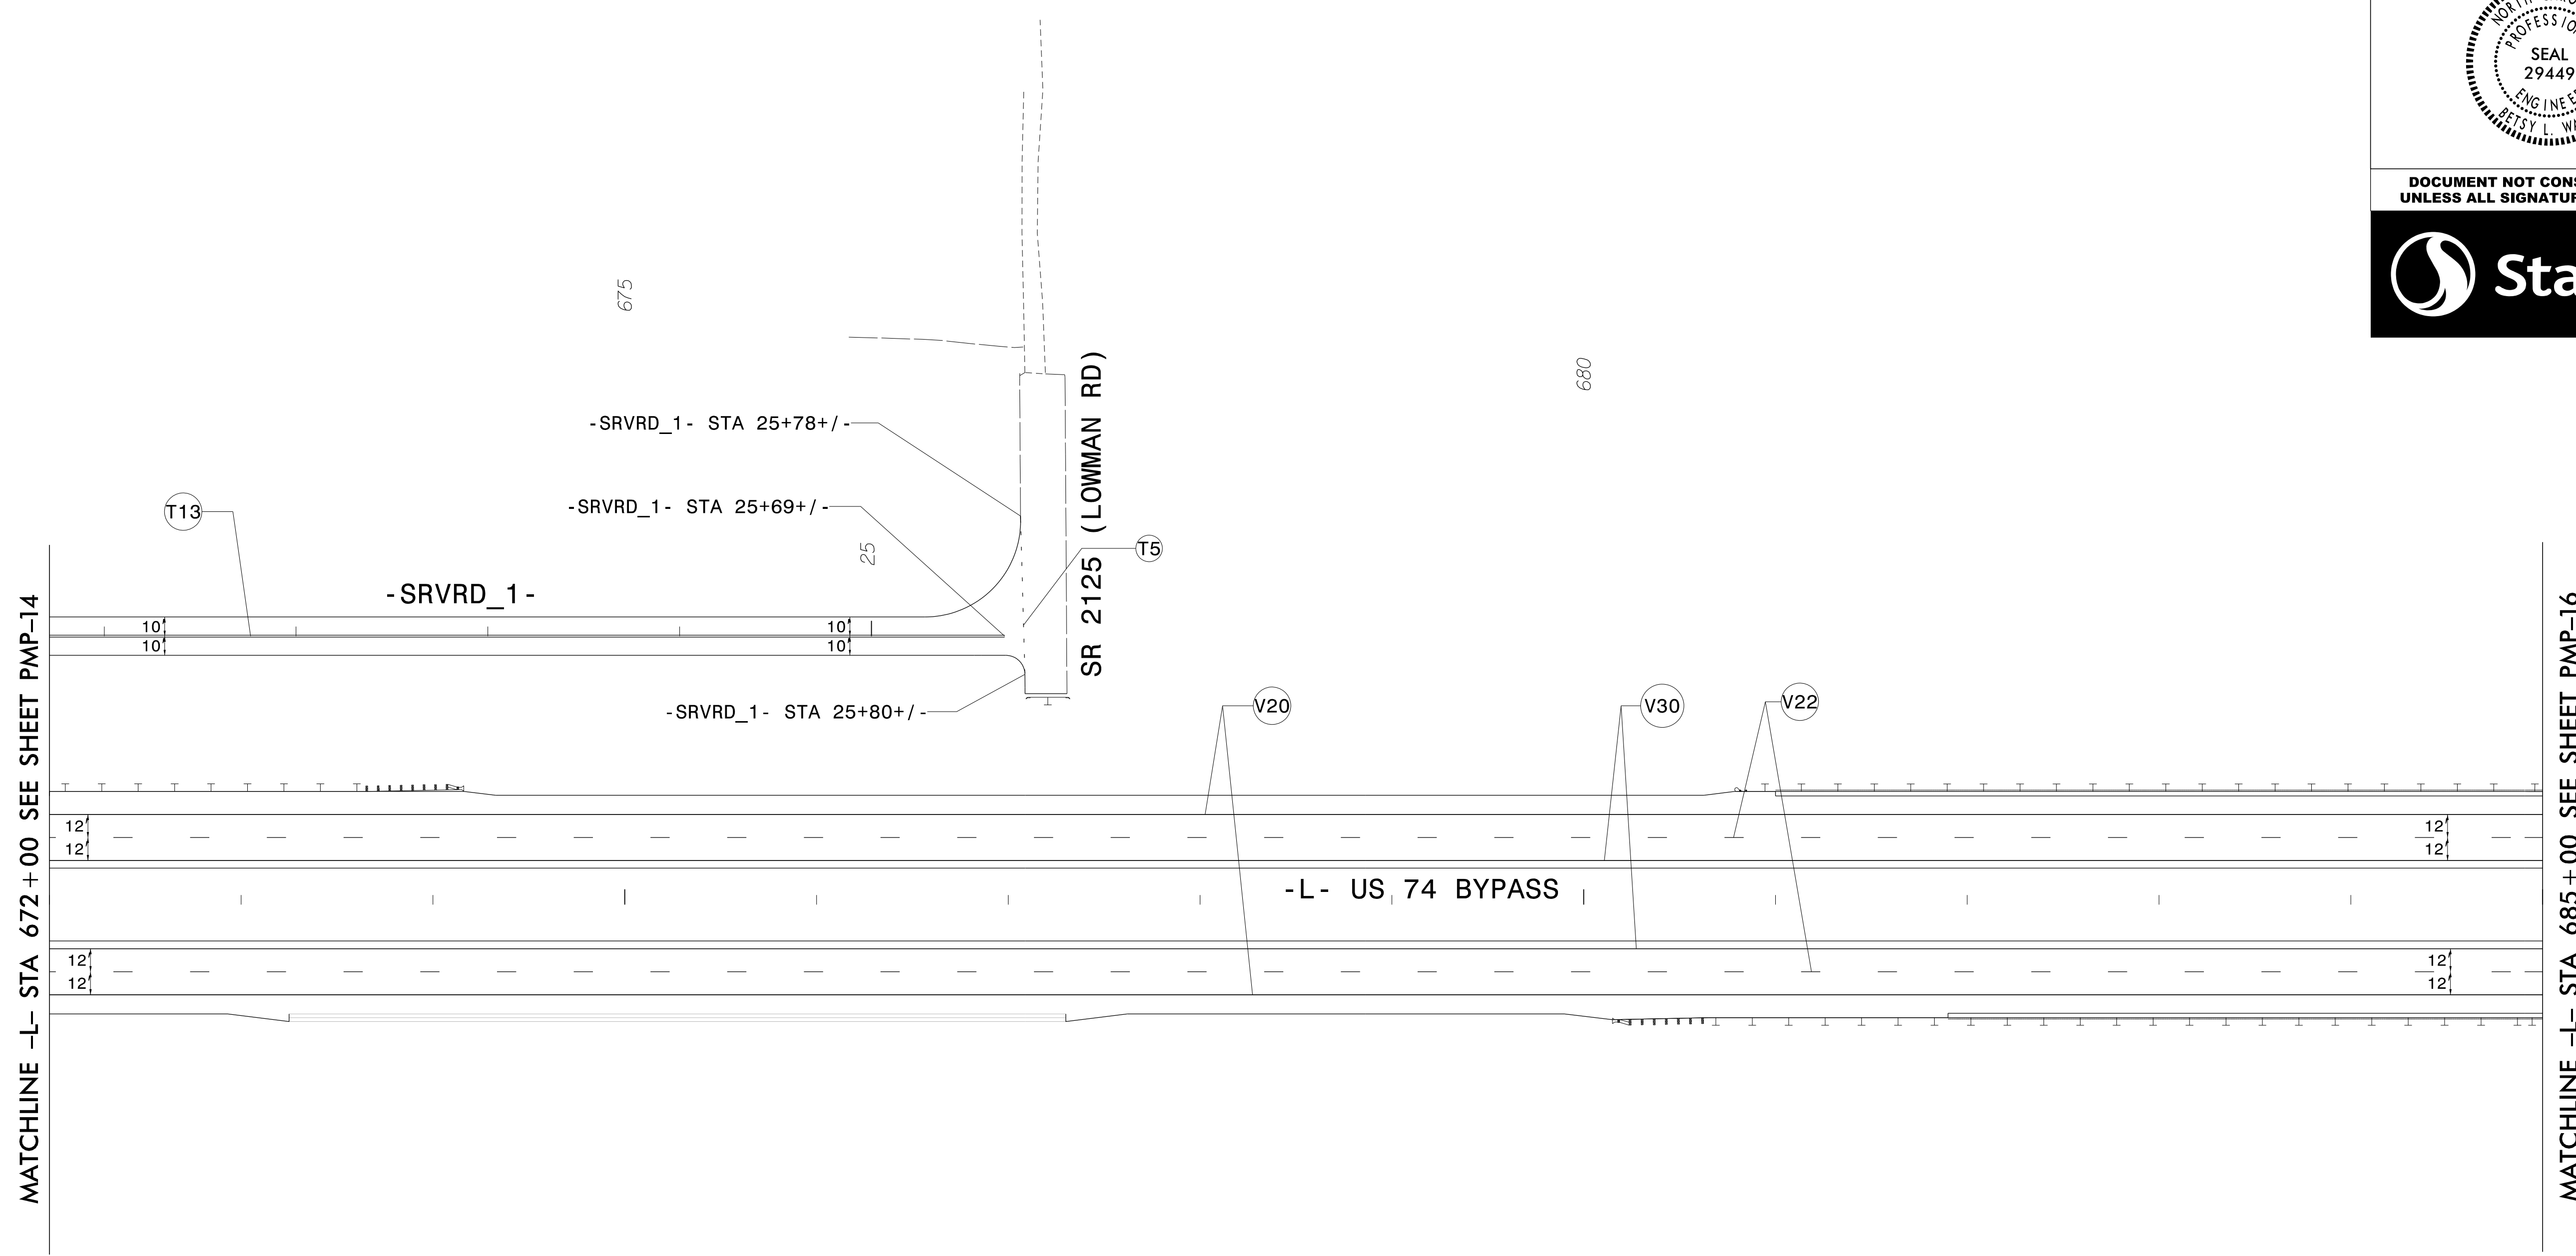 SEAL
29449
BETSY L.
DOCUMENT NOT
UNLESS ALL
675
680
-SRVRD_1- STA 25+78+/-
-SRVRD_1- STA 25+69+/-
T13
25
T5
SR 2125 (LOWMAN RD)
-SRVRD_1-
10
10
10
10
-SRVRD_1- STA 25+80+/-
V20
V30
V22
12
12
12
12
-L- US 74 BYPASS
12
12
12
12
MATCHLINE -L- STA 672+00 SEE SHEET PMP-14
MATCHLINE -L- STA 685+00 SEE SHEET PMP-16